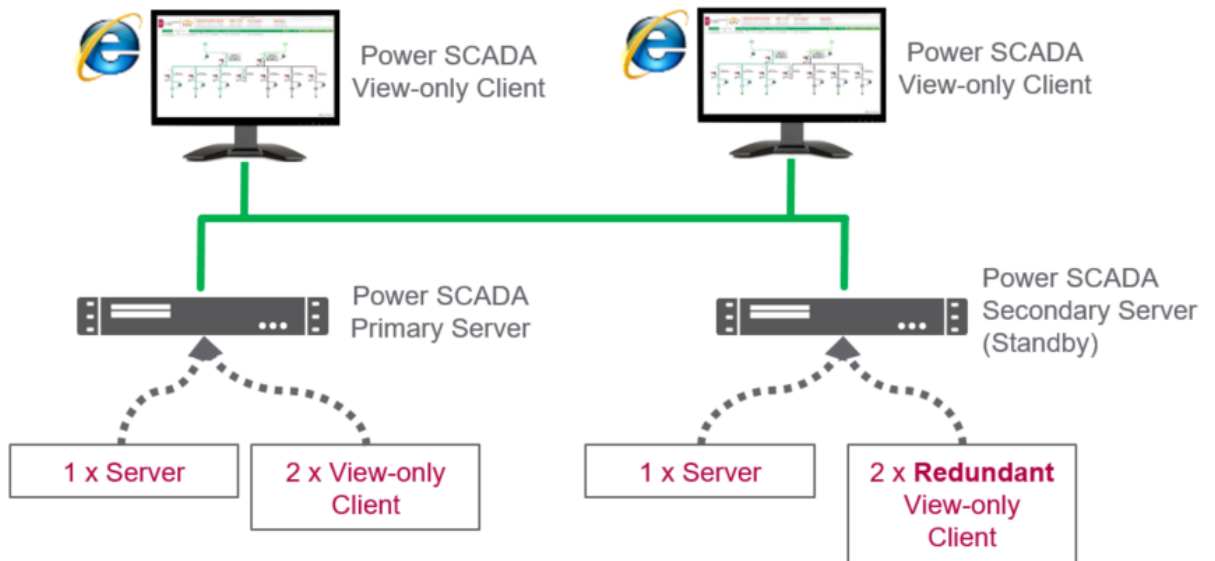 Power SCADA
View-only Client
Power SCADA
View-only Client
Power SCADA
Primary Server
Power SCADA
Secondary Server
(Standby)
1 x Server
2 x View-only
Client
1 x Server
2 x Redundant
View-only
Client